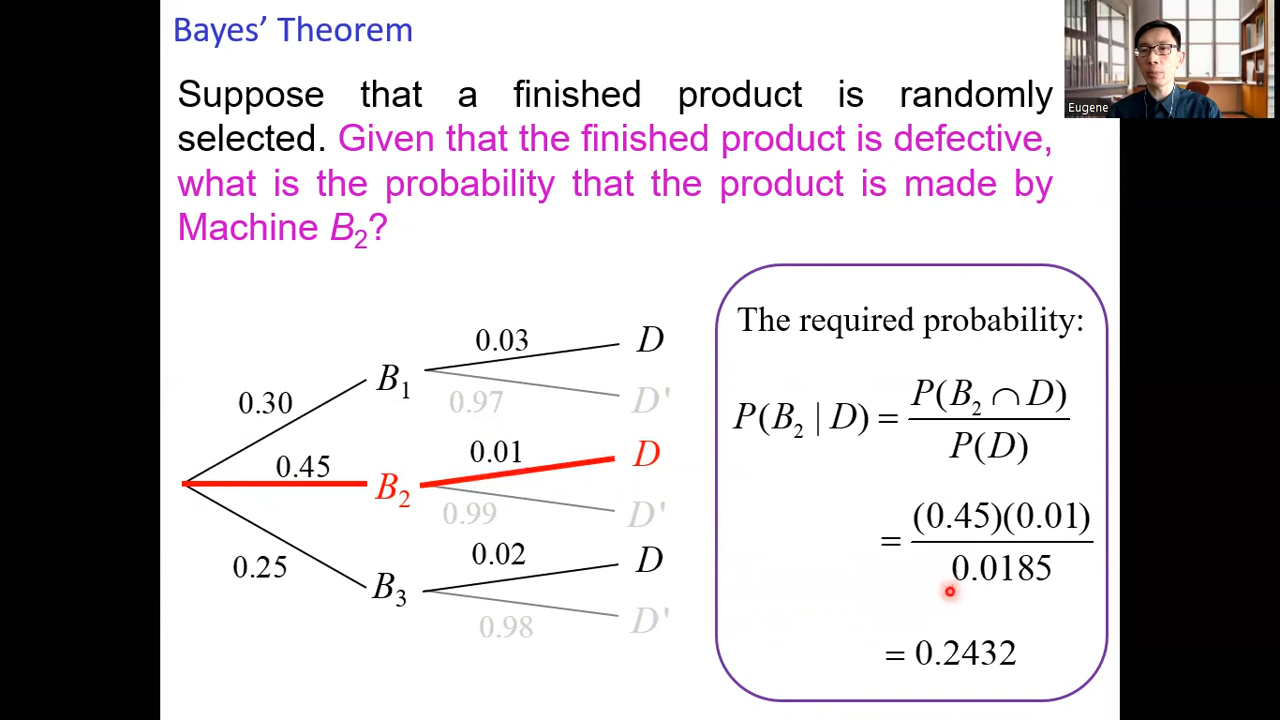 Bayes’ Theorem
Eugene
Suppose that a finished product is randomly
selected. Given that the finished product is defective,
what is the probability that the product is made by
Machine B₂?
0.30
0.45
0.25
B₁
B₂
B₃
0.03
D
0.97
D'
0.01
D
0.99
D'
0.02
D
0.98
D'
The required probability:
P(B₂ | D) = P(B₂ ∩ D) / P(D)
= (0.45)(0.01) / 0.0185
= 0.2432